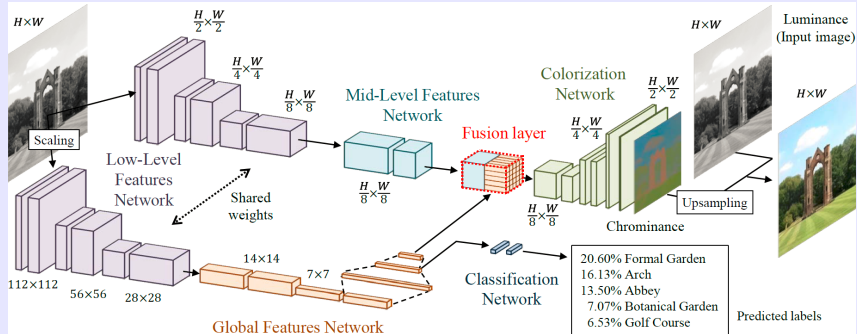 H×W
H/2 × W/2
H/4 × W/4
H/8 × W/8
Scaling
Low-Level
Features
Network
112×112
56×56
28×28
Shared
weights
Mid-Level Features
Network
H/8 × W/8
14×14
7×7
Global Features Network
Fusion layer
Colorization
Network
H/8 × W/8
H/4 × W/4
H/2 × W/2
Chrominance
H×W
Luminance
(Input image)
H×W
Upsampling
Classification
Network
20.60% Formal Garden
16.13% Arch
13.50% Abbey
7.07% Botanical Garden
6.53% Golf Course
Predicted labels